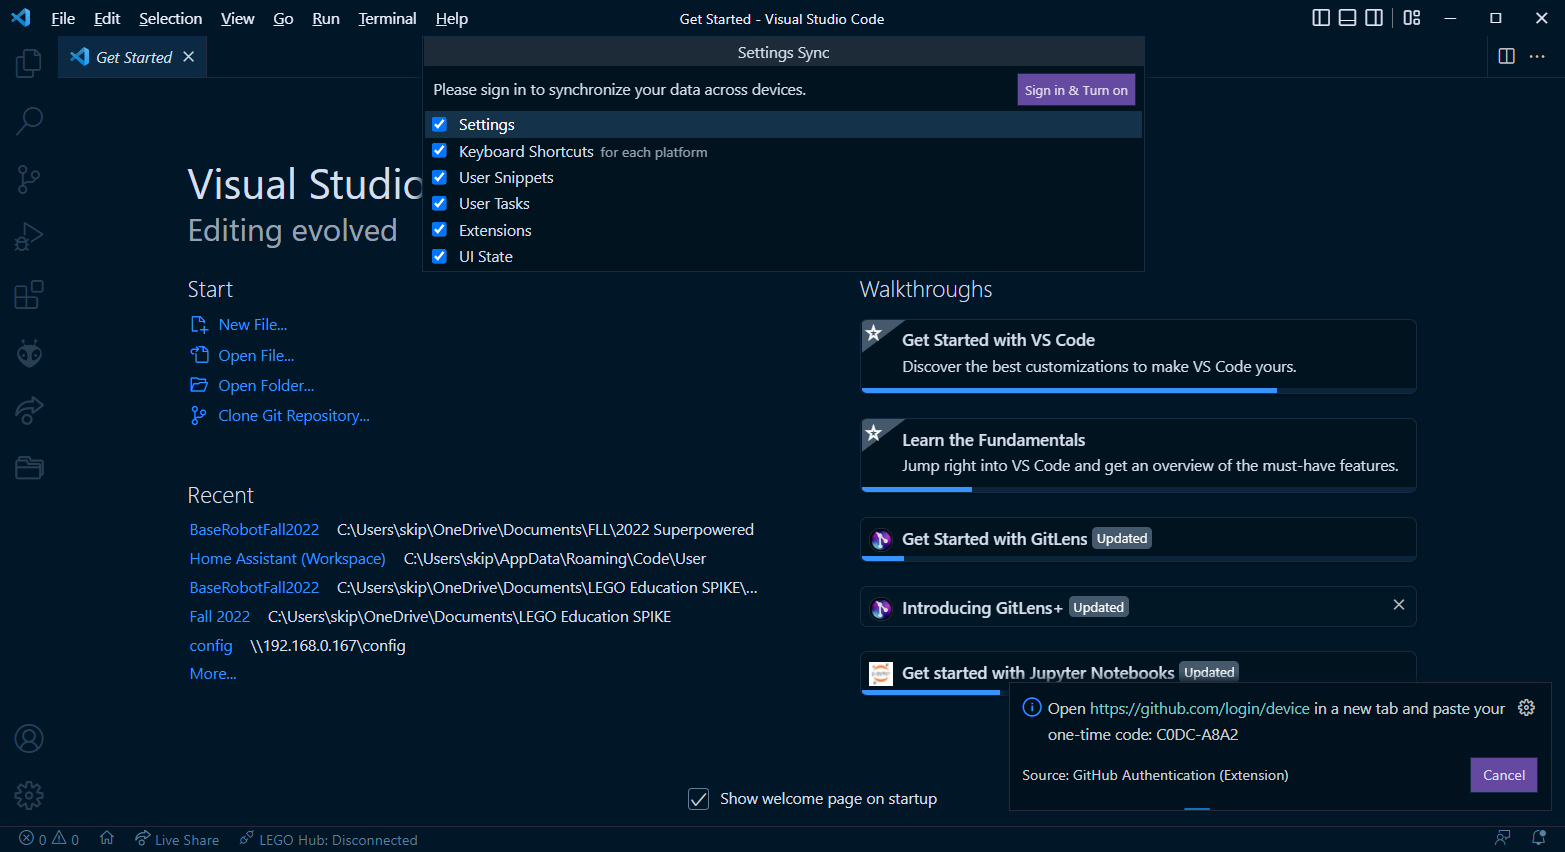 File Edit Selection View Go Run Terminal Help
Get Started - Visual Studio Code
Get Started
Settings Sync
Please sign in to synchronize your data across devices.
Sign in & Turn on
Settings
Keyboard Shortcuts for each platform
User Snippets
User Tasks
Extensions
UI State
Visual Studio
Editing evolved
Start
New File...
Open File...
Open Folder...
Clone Git Repository...
Recent
BaseRobotFall2022 C:\Users\skip\OneDrive\Documents\FLL\2022 Superpowered
Home Assistant (Workspace) C:\Users\skip\AppData\Roaming\Code\User
BaseRobotFall2022 C:\Users\skip\OneDrive\Documents\LEGO Education SPIKE\...
Fall 2022 C:\Users\skip\OneDrive\Documents\LEGO Education SPIKE
config \\192.168.0.167\config
More...
Walkthroughs
Get Started with VS Code
Discover the best customizations to make VS Code yours.
Learn the Fundamentals
Jump right into VS Code and get an overview of the must-have features.
Get Started with GitLens Updated
Introducing GitLens+ Updated
Get started with Jupyter Notebooks Updated
Open https://github.com/login/device in a new tab and paste your
one-time code: C0DC-A8A2
Source: GitHub Authentication (Extension)
Cancel
Show welcome page on startup
0 0 Live Share LEGO Hub: Disconnected